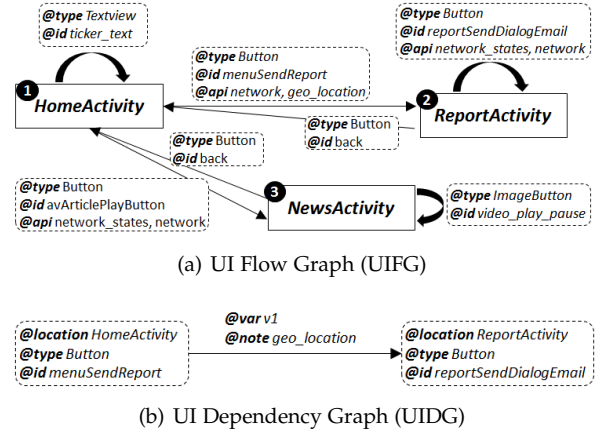 @type Textview
@id ticker_text
@type Button
@id menuSendReport
@api network, geo_location
@type Button
@id reportSendDialogEmail
@api network_states, network
1
HomeActivity
2
ReportActivity
@type Button
@id back
@type Button
@id back
@type Button
@id avArticlePlayButton
@api network_states, network
3
NewsActivity
@type ImageButton
@id video_play_pause
(a) UI Flow Graph (UIFG)
@location HomeActivity
@type Button
@id menuSendReport
@var v1
@note geo_location
@location ReportActivity
@type Button
@id reportSendDialogEmail
(b) UI Dependency Graph (UIDG)